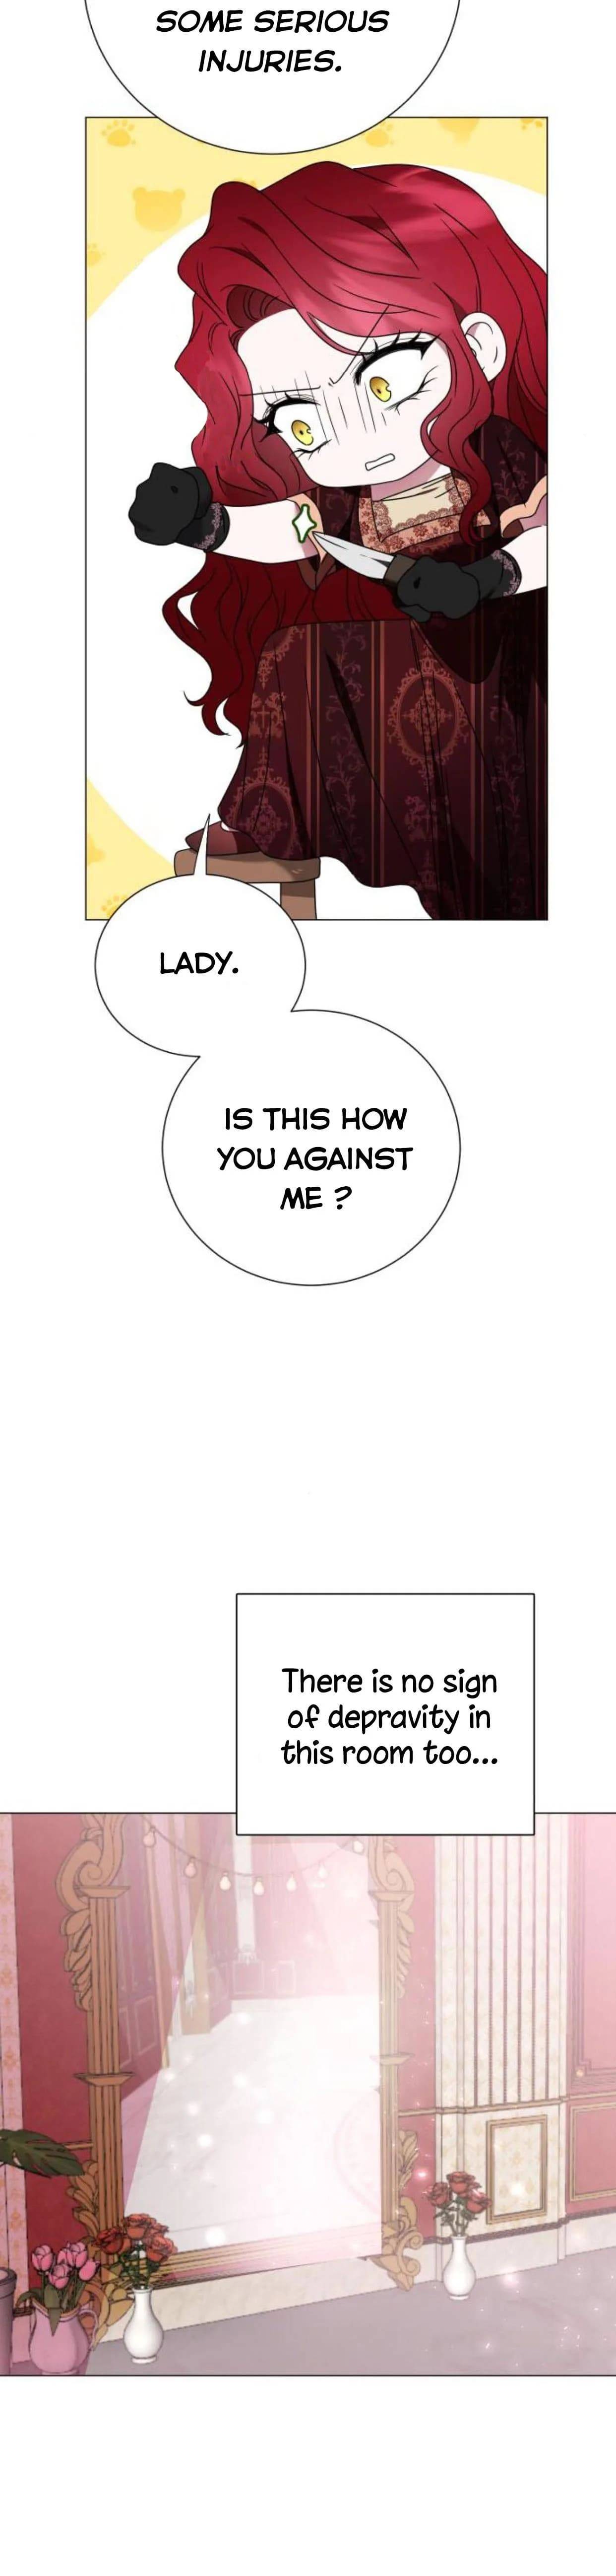 SOME SERIOUS
INJURIES.
LADY.
IS THIS HOW
YOU AGAINST
ME ?
There is no sign
of depravity in
this room too...